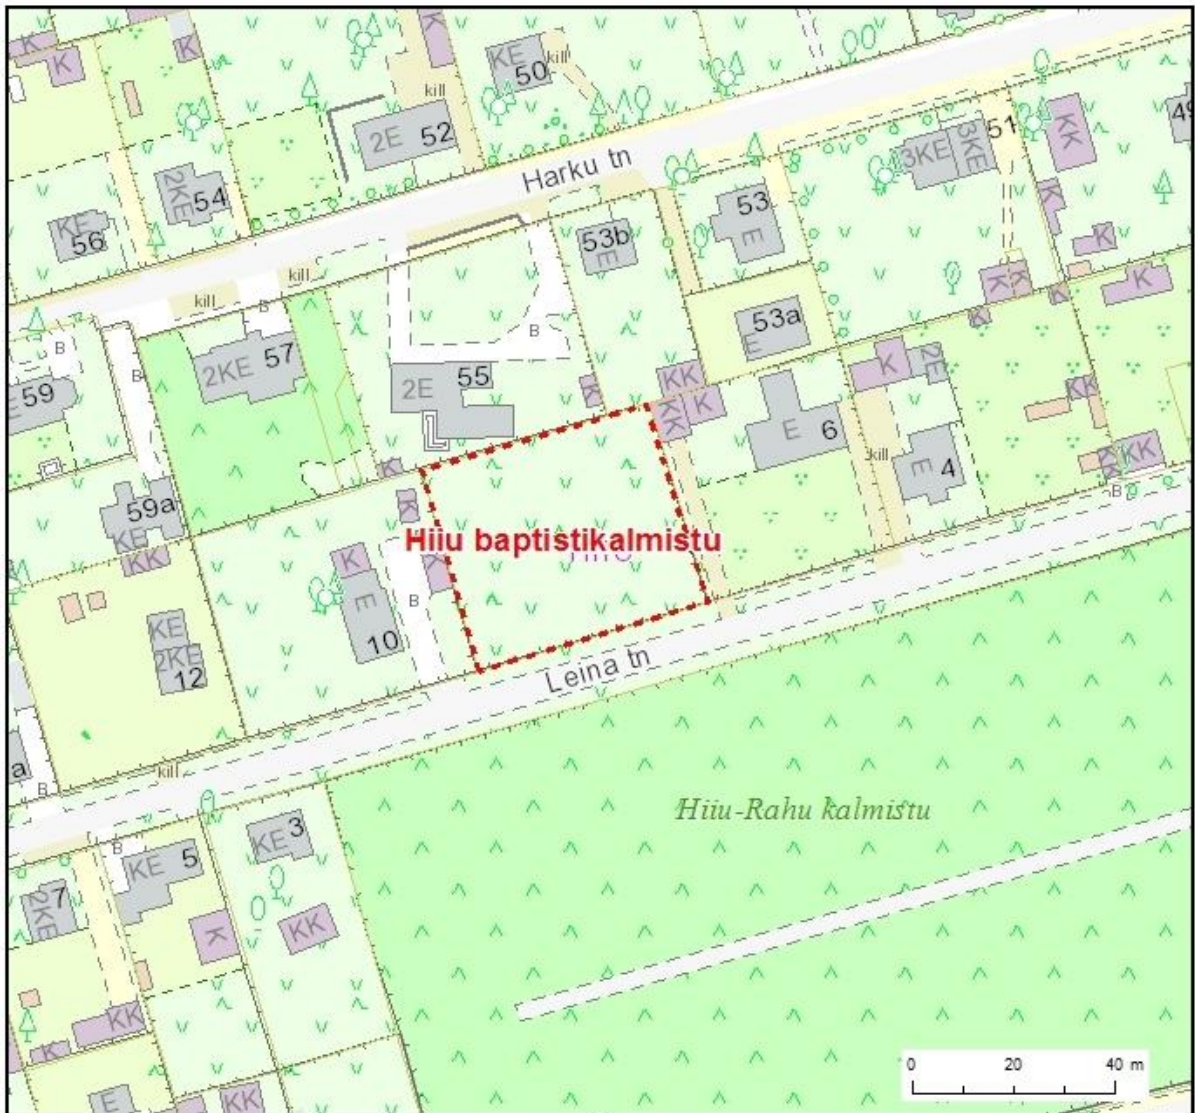 K
K
K
K
KE
50
kill
kill
2E 52
2KE
54
KE
56
Harku tn
3KE
3KE
51
KK
49
K
K
53
E
53b
E
K
K
K
K
K
kill
kill
B
B
B
B
53a
E
2KE 57
2E 55
59
E
K
KK
KK
K
K
E 6
K
2E
KK
kill
E 4
KK
KK
B
K
K
59a
KE
KK
Hiiu baptistikalmistu
K
K
E
10
B
KE
2KE
12
Leina tn
a
B
kill
Hiiu-Rahu kalmistu
KE 3
B
KE 5
7
2KE
K
KK
KK
K
E
KK
0 20 40 m